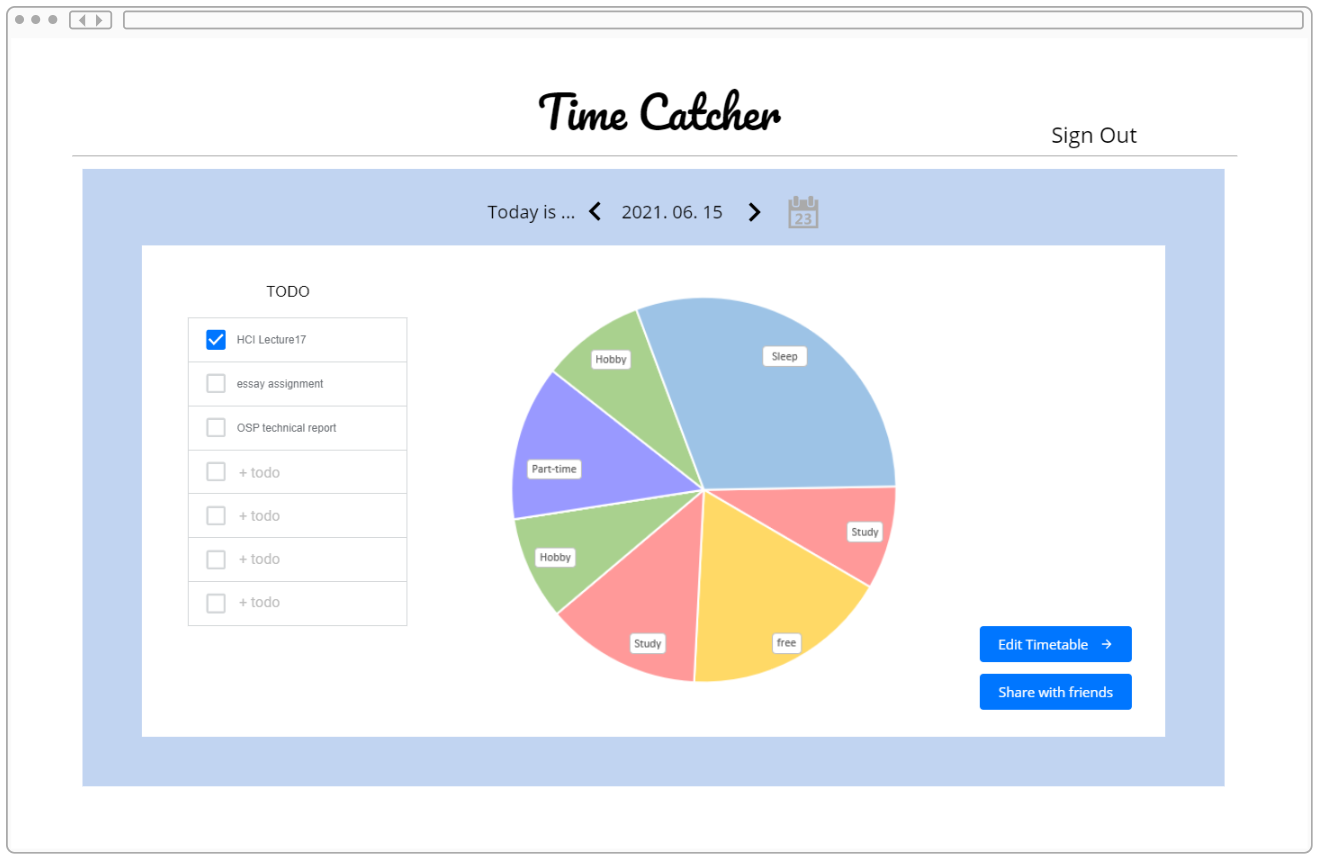 Time Catcher
Sign Out
Today is ... 2021. 06. 15
23
TODO
HCI Lecture17
essay assignment
OSP technical report
+ todo
+ todo
+ todo
+ todo
Sleep
Hobby
Part-time
Study
Hobby
Study
free
Edit Timetable →
Share with friends